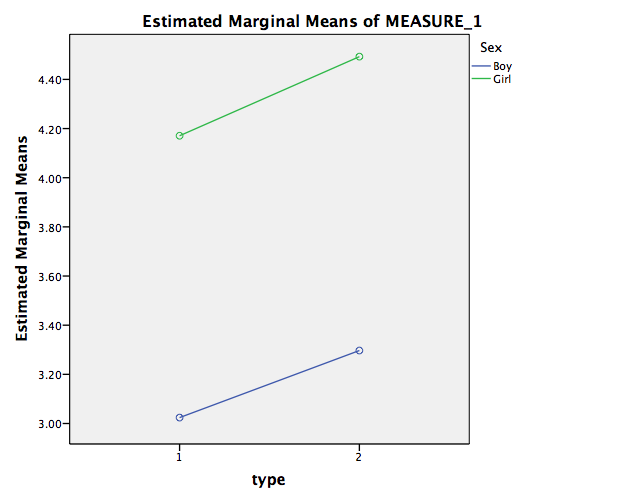 Estimated Marginal Means of MEASURE_1
Sex
Boy
Girl
Estimated Marginal Means
4.40
4.20
4.00
3.80
3.60
3.40
3.20
3.00
1
2
type